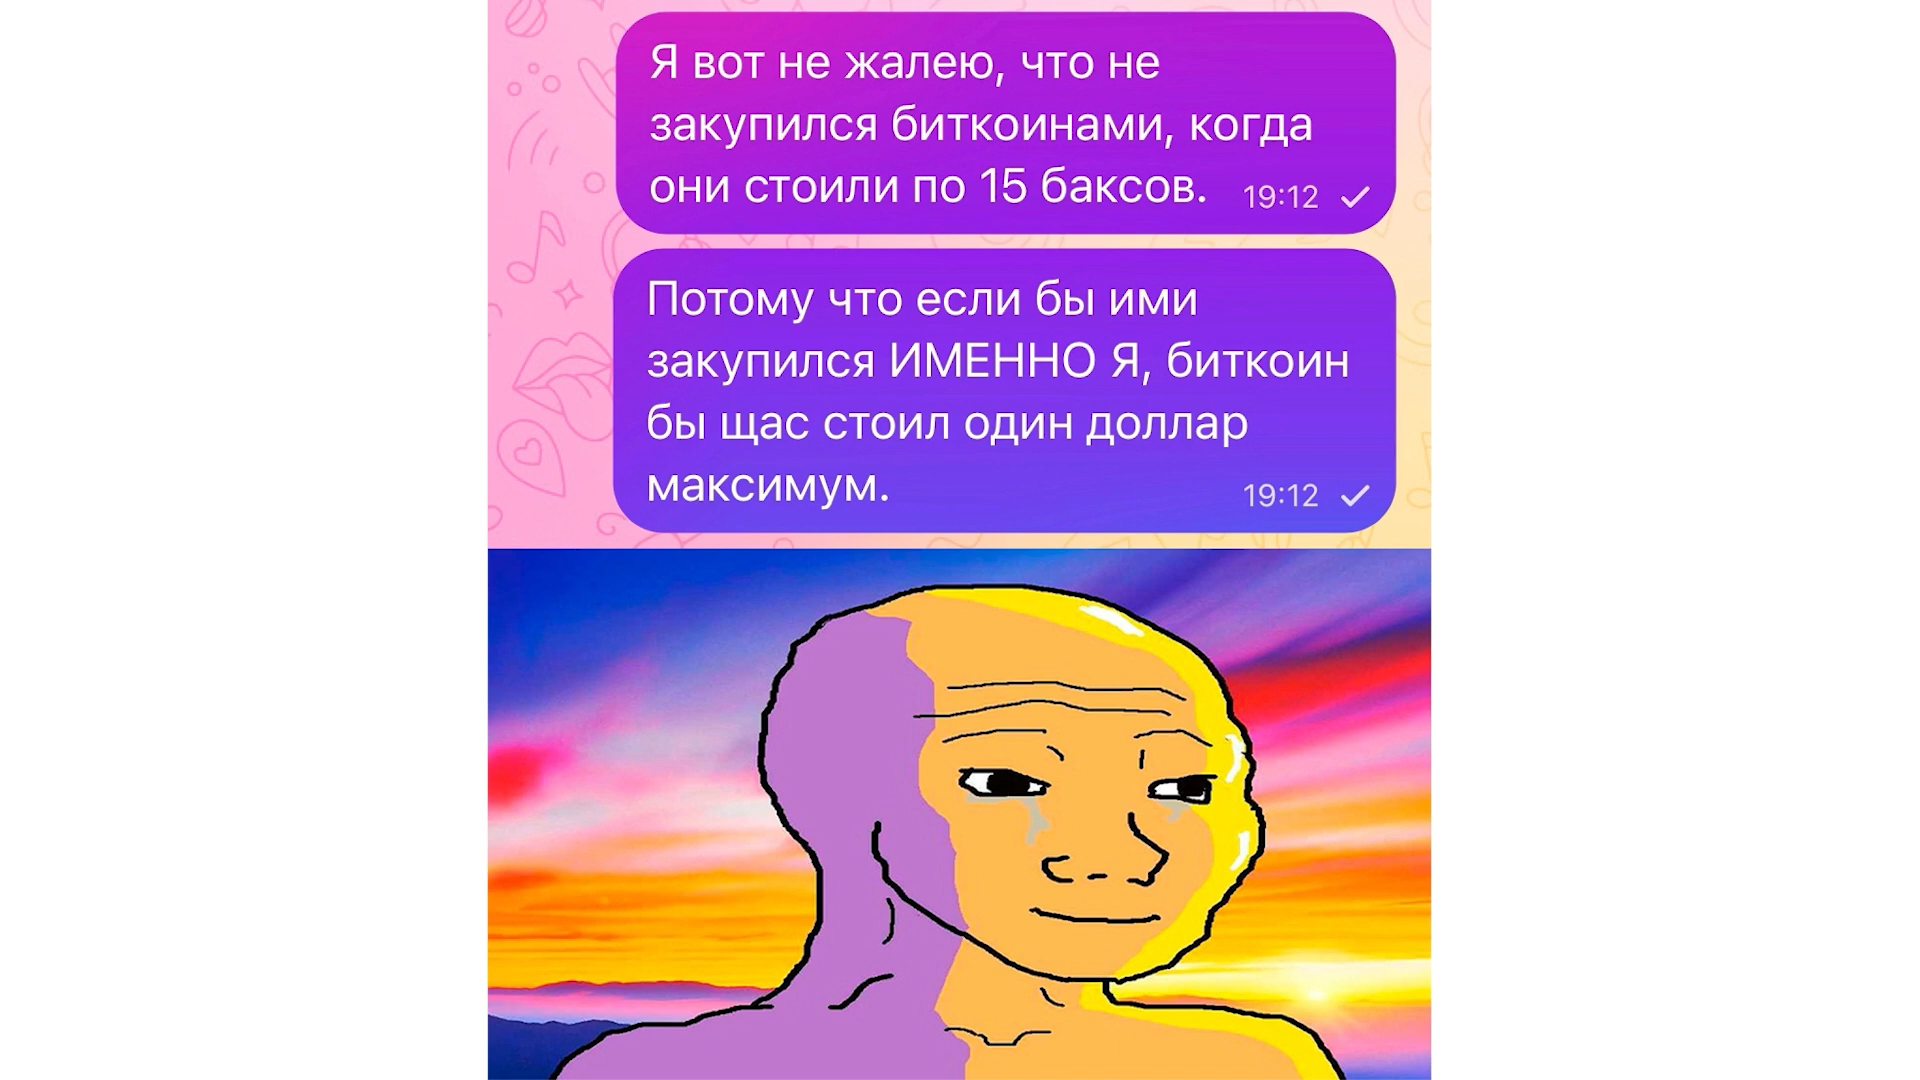 Я вот не жалею, что не
закупился биткоинами, когда
они стоили по 15 баксов. 19:12
Потому что если бы ими
закупился ИМЕННО Я, биткоин
бы щас стоил один доллар
максимум. 19:12